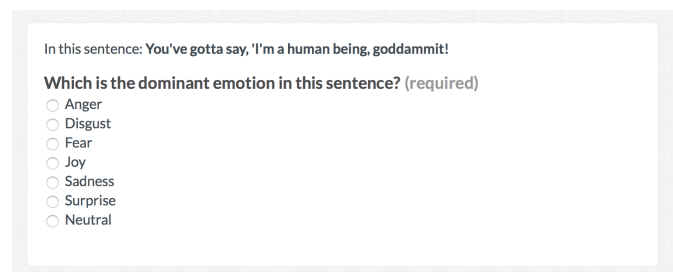 In this sentence: You've gotta say, 'I'm a human being, goddammit!
Which is the dominant emotion in this sentence? (required)
Anger
Disgust
Fear
Joy
Sadness
Surprise
Neutral